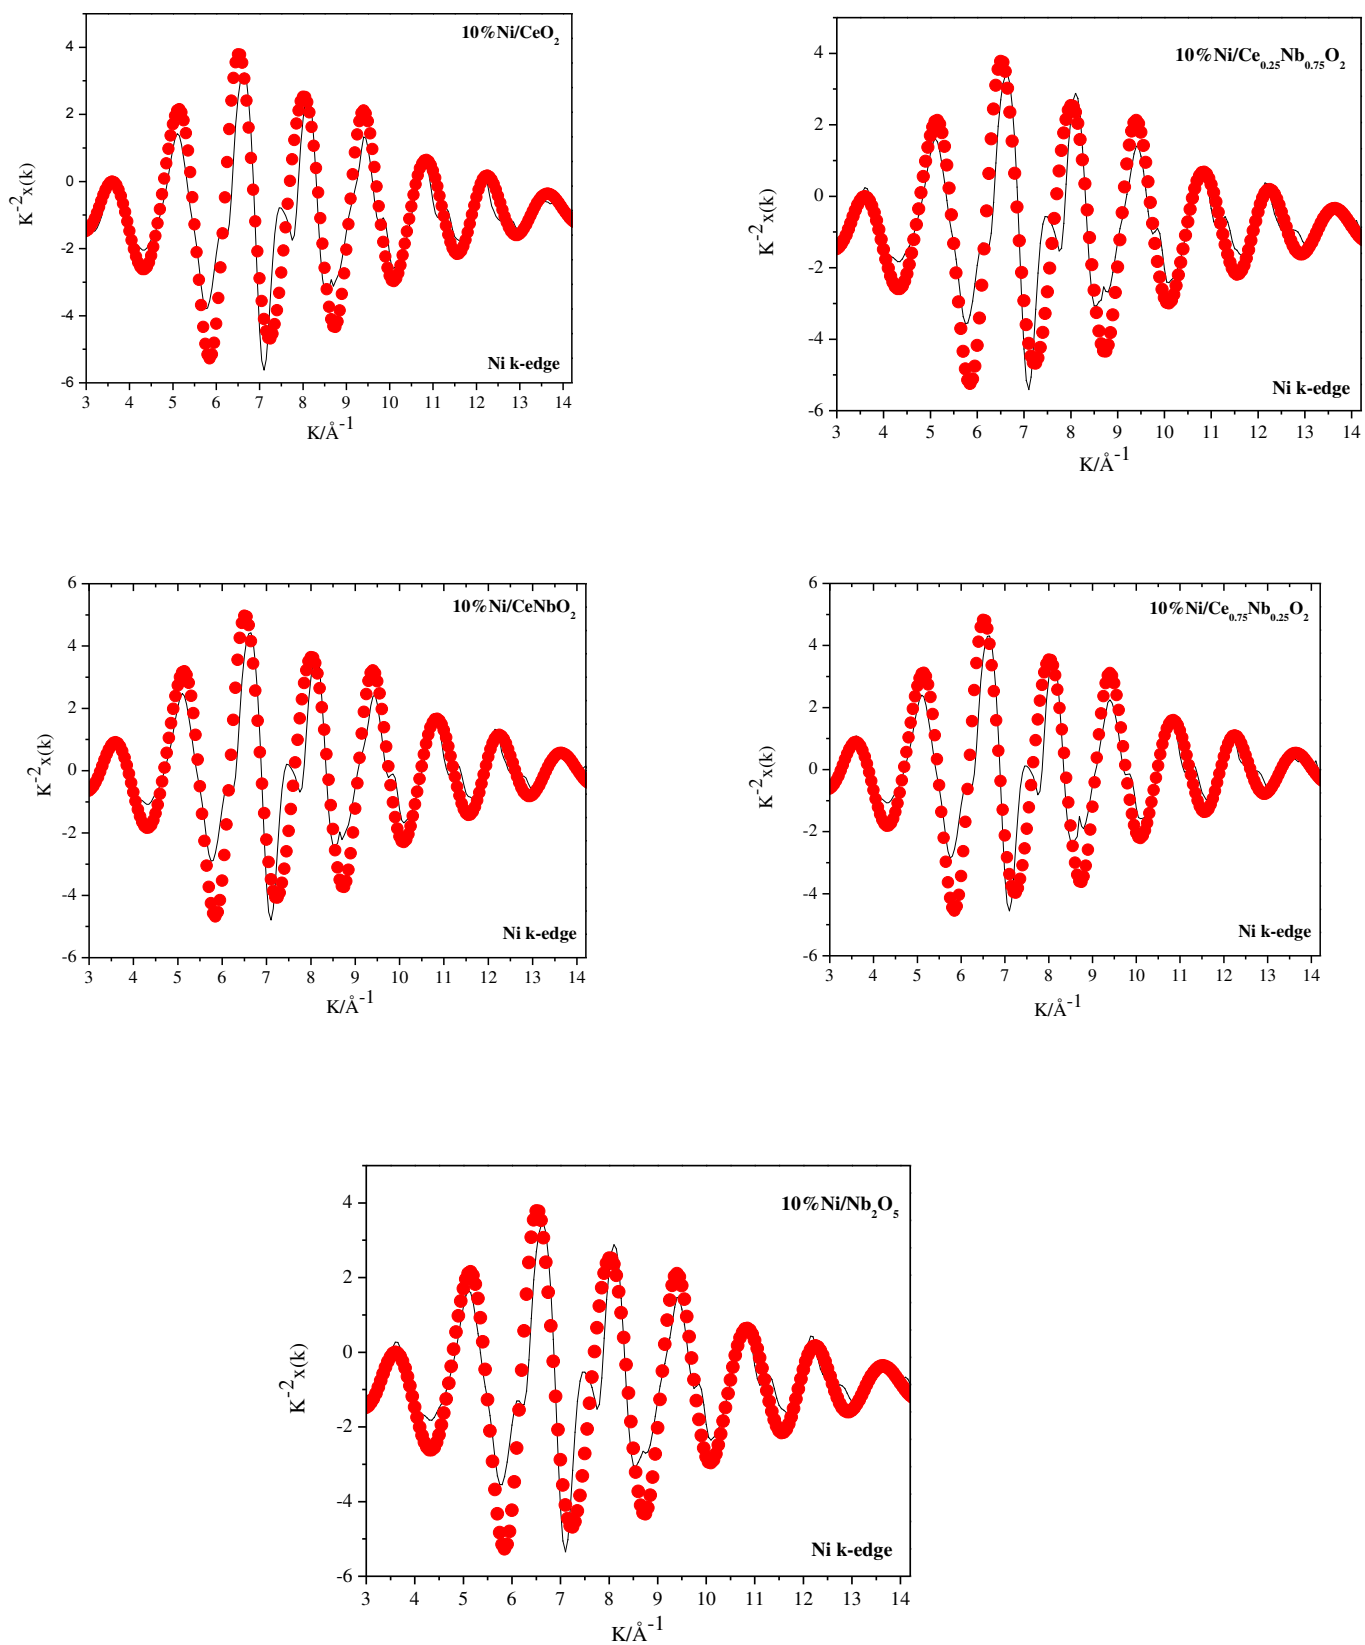 10%Ni/CeO₂
K⁻²x(k)
4
2
0
-2
-4
-6
Ni k-edge
3 4 5 6 7 8 9 10 11 12 13 14
K/Å⁻¹
10%Ni/Ce₀.₂₅Nb₀.₇₅O₂
K⁻²x(k)
4
2
0
-2
-4
-6
Ni k-edge
3 4 5 6 7 8 9 10 11 12 13 14
K/Å⁻¹
10%Ni/CeNbO₂
K⁻²x(k)
6
4
2
0
-2
-4
-6
Ni k-edge
3 4 5 6 7 8 9 10 11 12 13 14
K/Å⁻¹
10%Ni/Ce₀.₇₅Nb₀.₂₅O₂
K⁻²x(k)
6
4
2
0
-2
-4
-6
Ni k-edge
3 4 5 6 7 8 9 10 11 12 13 14
K/Å⁻¹
10%Ni/Nb₂O₅
K⁻²x(k)
4
2
0
-2
-4
-6
Ni k-edge
3 4 5 6 7 8 9 10 11 12 13 14
K/Å⁻¹